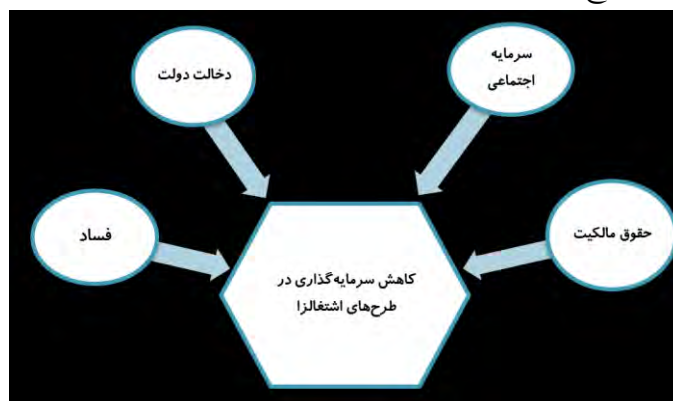 سرمایه
اجتماعی
دخالت دولت
حقوق مالکیت
فساد
کاهش سرمایه‌گذاری در
طرح‌های اشتغالزا